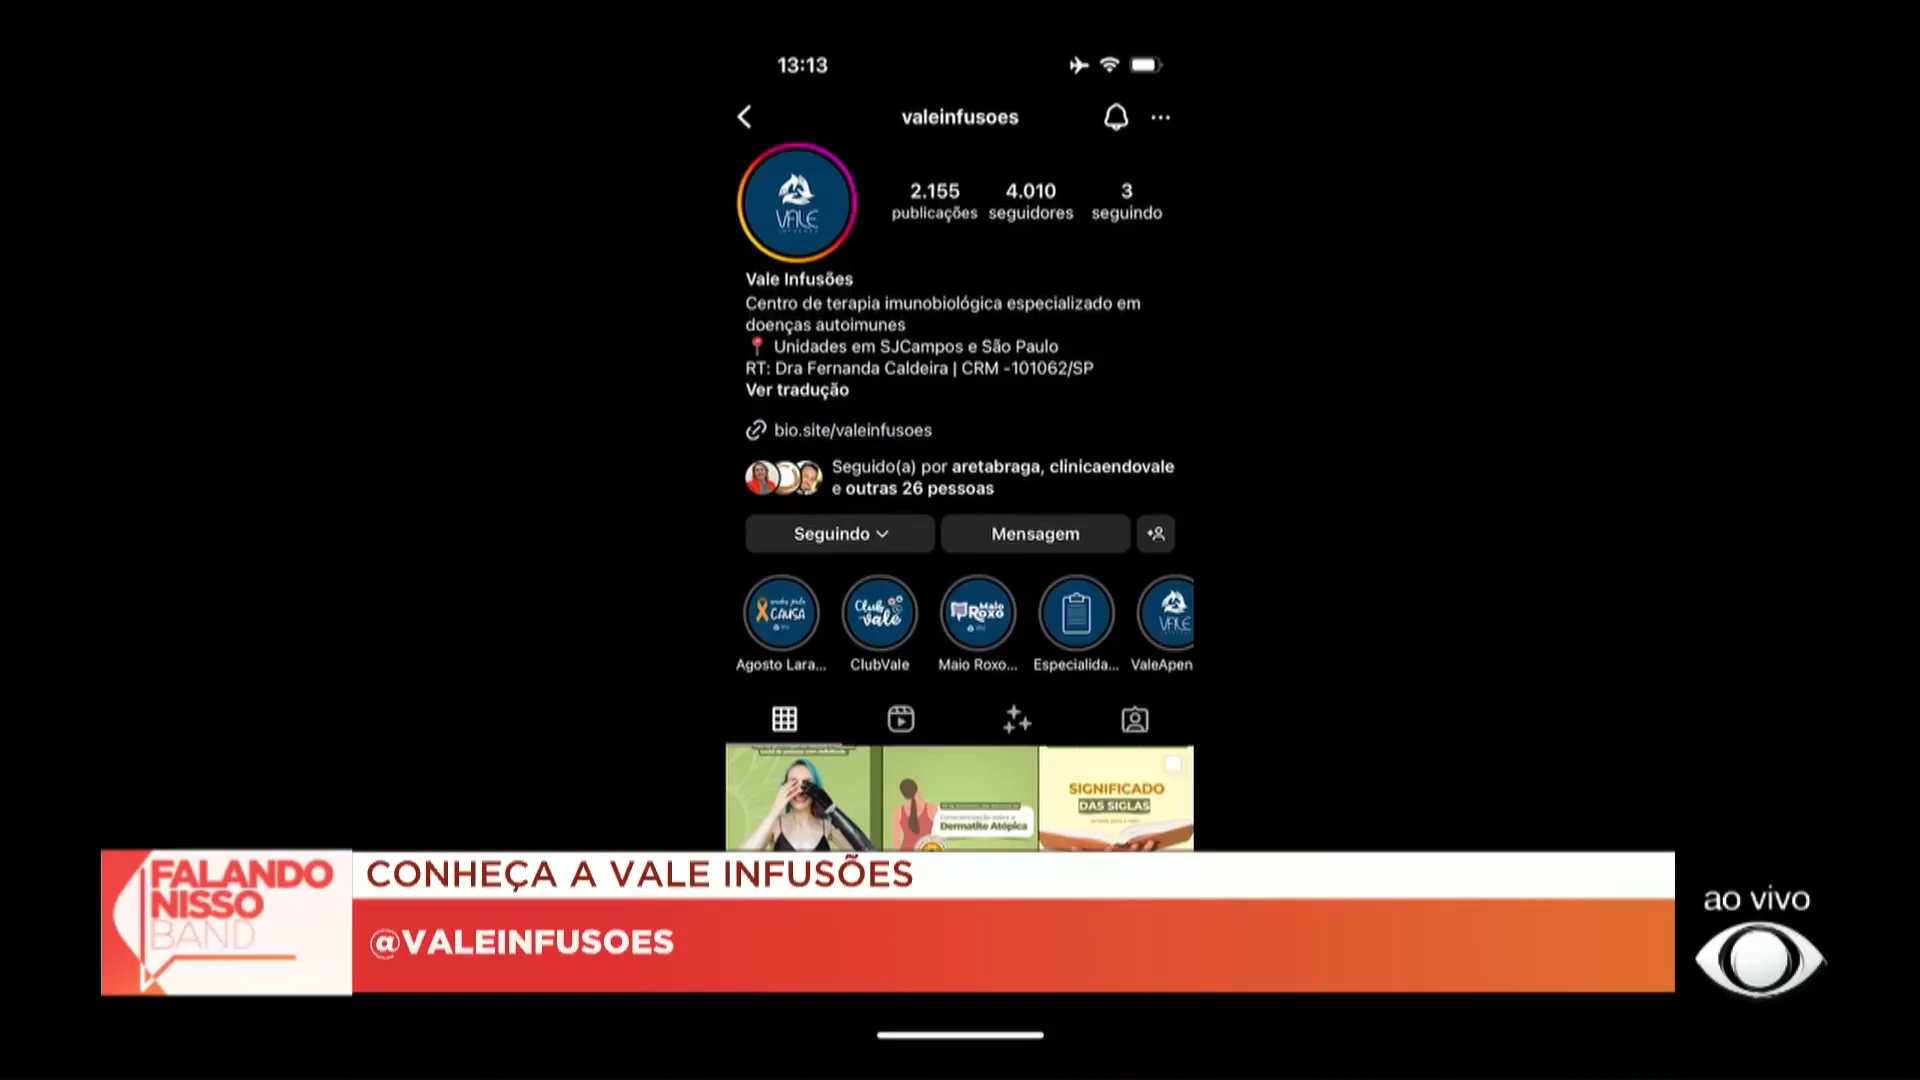 13:13
valeinfusoes
2.155 4.010 3
publicações seguidores seguindo
VALE
Vale Infusões
Centro de terapia imunobiológica especializado em
doenças autoimunes
📍 Unidades em SJCampos e São Paulo
RT: Dra Fernanda Caldeira | CRM -101062/SP
Ver tradução
bio.site/valeinfusoes
Seguido(a) por aretabraga, clinicaendovale
e outras 26 pessoas
Seguindo Mensagem
CAUSA
Club vale
Maio Roxo
VALE
Agosto Lara... ClubVale Maio Roxo... Especialida... ValeApen
Dermatite Atópica
SIGNIFICADO
DAS SIGLAS
FALANDO
NISSO
BAND
CONHEÇA A VALE INFUSÕES
@VALEINFUSOES
ao vivo